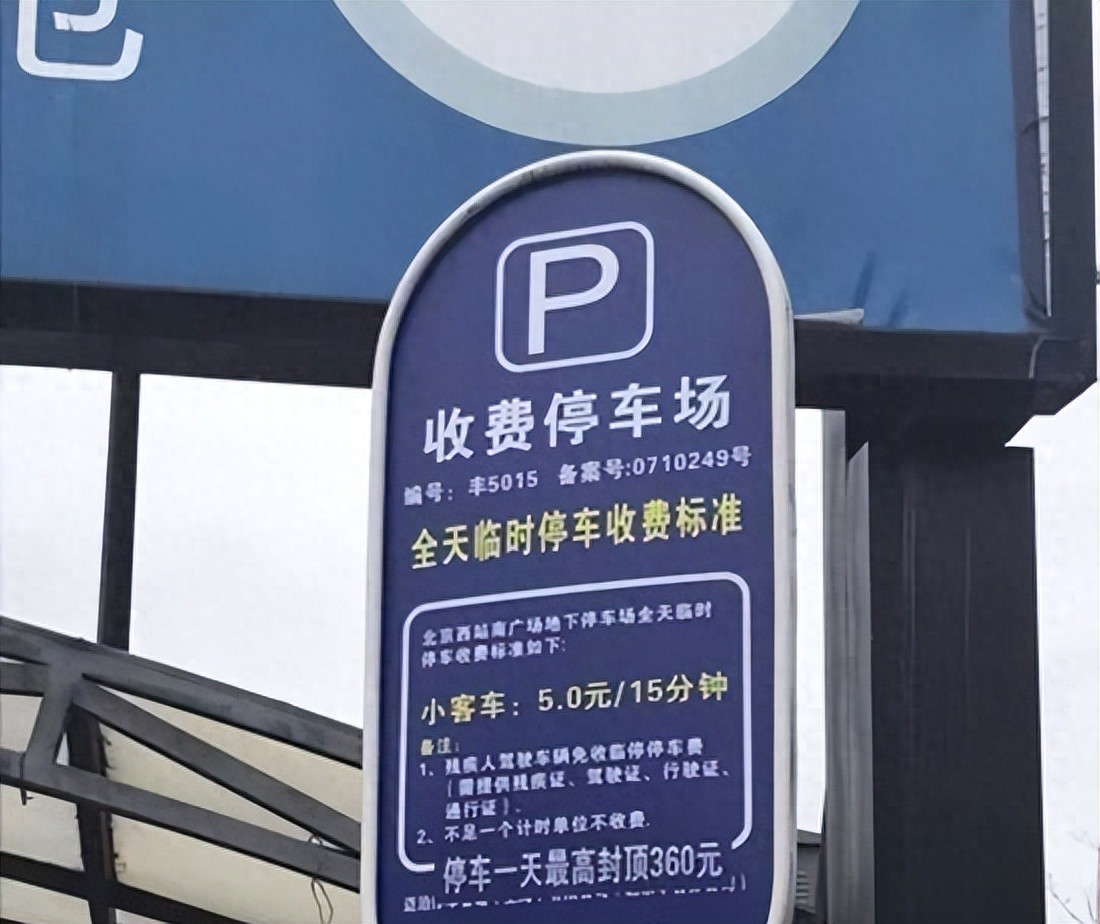 P
收费停车场
编号：丰5015 备案号:0710249号
全天临时停车收费标准
北京西站南广场地下停车场全天临时
停车收费标准如下:
小客车：5.0元/15分钟
备注：
1、残疾人驾驶车辆免收临停停车费
（需提供残疾证、驾驶证、行驶证、
通行证）.
2、不足一个计时单位不收费.
停车一天最高封顶360元